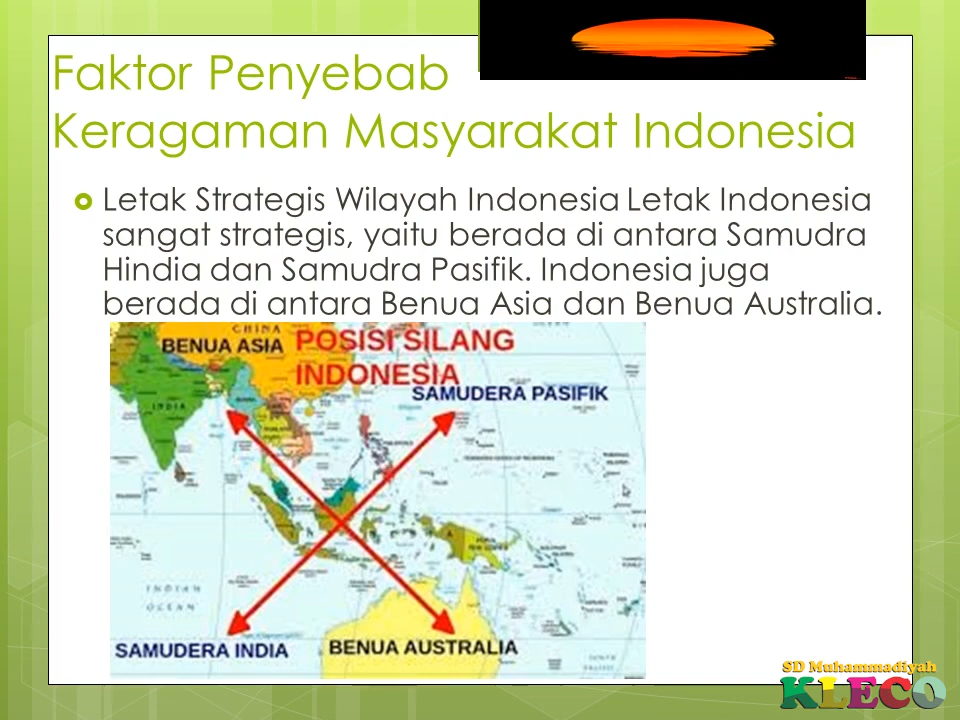 Faktor Penyebab
Keragaman Masyarakat Indonesia
Letak Strategis Wilayah Indonesia Letak Indonesia
sangat strategis, yaitu berada di antara Samudra
Hindia dan Samudra Pasifik. Indonesia juga
berada di antara Benua Asia dan Benua Australia.
CHINA
BENUA ASIA
POSISI SILANG
INDONESIA
SAMUDERA PASIFIK
INDIA
INDIAN
OCEAN
SAMUDERA INDIA
BENUA AUSTRALIA
SD Muhammadiyah
KLECO